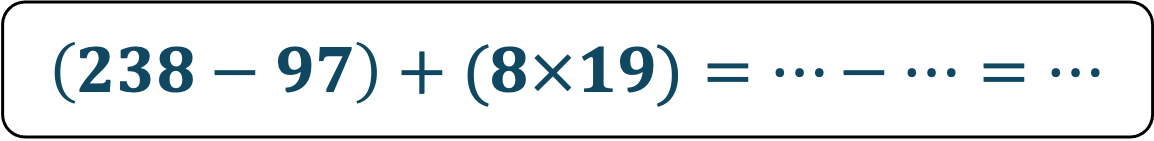 (238 − 97) + (8×19) = ⋯ − ⋯ = ⋯